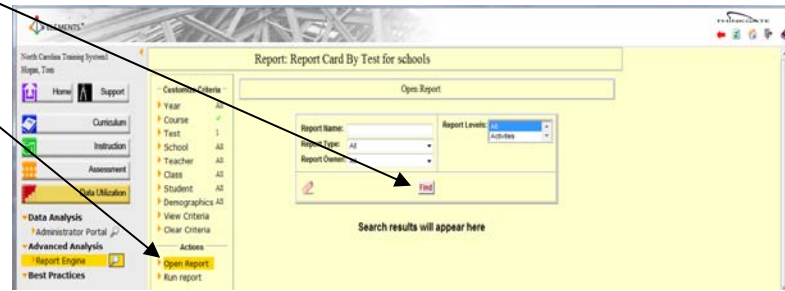 ELEMENTS
THINKGATE
North Carolina Training System1
Hogan, Tom
Home
Support
Curriculum
Instruction
Assessment
Data Utilization
Data Analysis
Administrator Portal
Advanced Analysis
Report Engine
Best Practices
Report: Report Card By Test for schools
Customize Criteria
Year All
Course
Test 1
School All
Teacher All
Class All
Student All
Demographics All
View Criteria
Clear Criteria
Actions
Open Report
Run report
Open Report
Report Name:
Report Type: All
Report Owner: All
Report Levels: All
Activities
Find
Search results will appear here